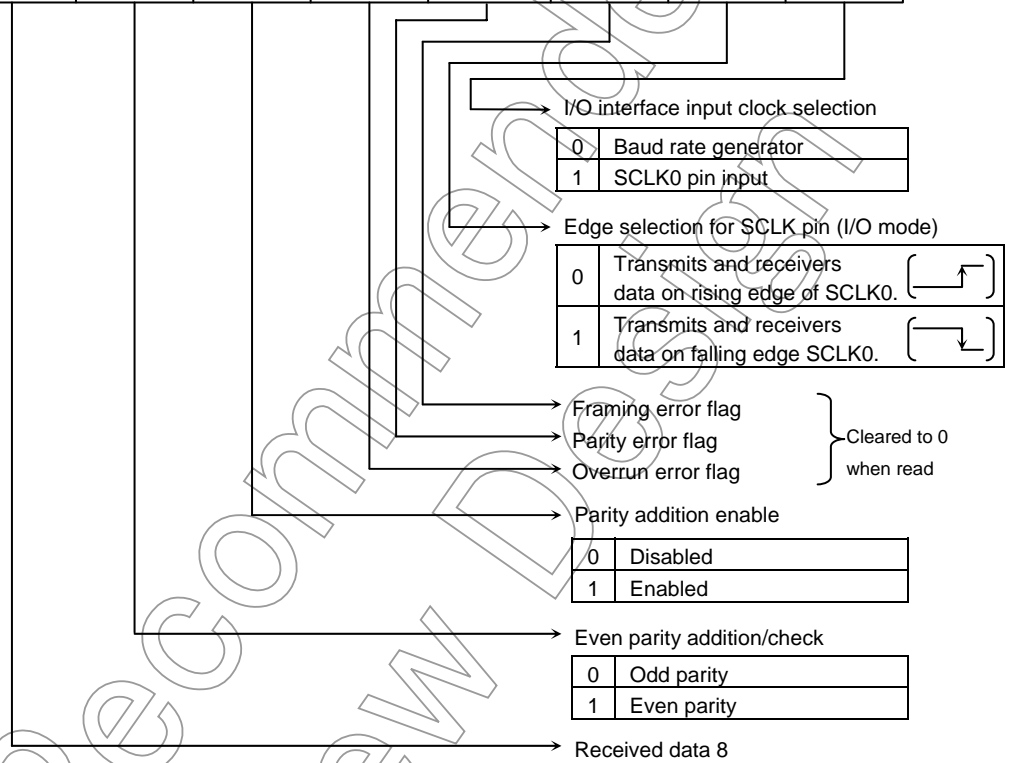 I/O interface input clock selection
0 Baud rate generator
1 SCLK0 pin input
Edge selection for SCLK pin (I/O mode)
0 Transmits and receivers
data on rising edge of SCLK0.
1 Transmits and receivers
data on falling edge SCLK0.
Framing error flag
Parity error flag
Overrun error flag
Cleared to 0
when read
Parity addition enable
0 Disabled
1 Enabled
Even parity addition/check
0 Odd parity
1 Even parity
Received data 8